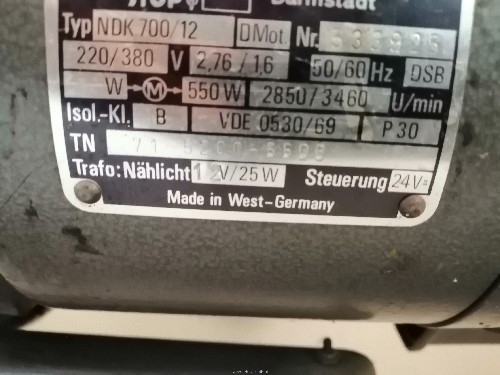 Darmstadt
Typ NDK 700/12 DMot. Nr.
220/380 V 2,76/1,6 50/60 Hz DSB
W M 550 W 2850/3460 U/min
Isol.-Kl. B VDE 0530/69 P 30
TN 71
Trafo: Nählicht 12V/25W Steuerung 24V=
Made in West-Germany